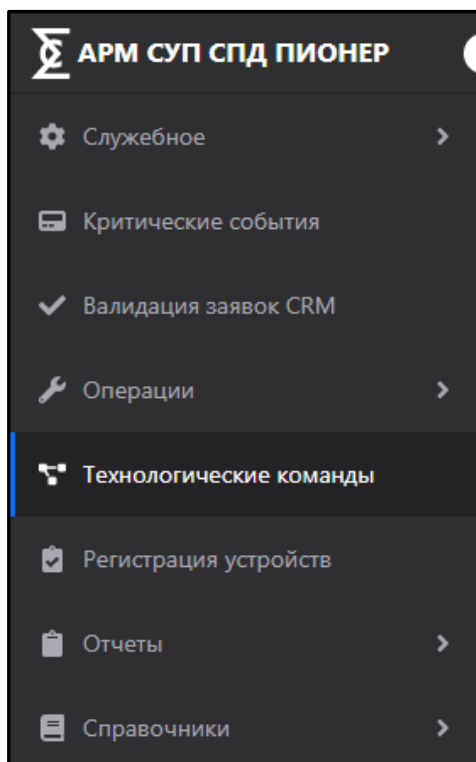 АРМ СУП СПД ПИОНЕР
Служебное
Критические события
Валидация заявок CRM
Операции
Технологические команды
Регистрация устройств
Отчеты
Справочники